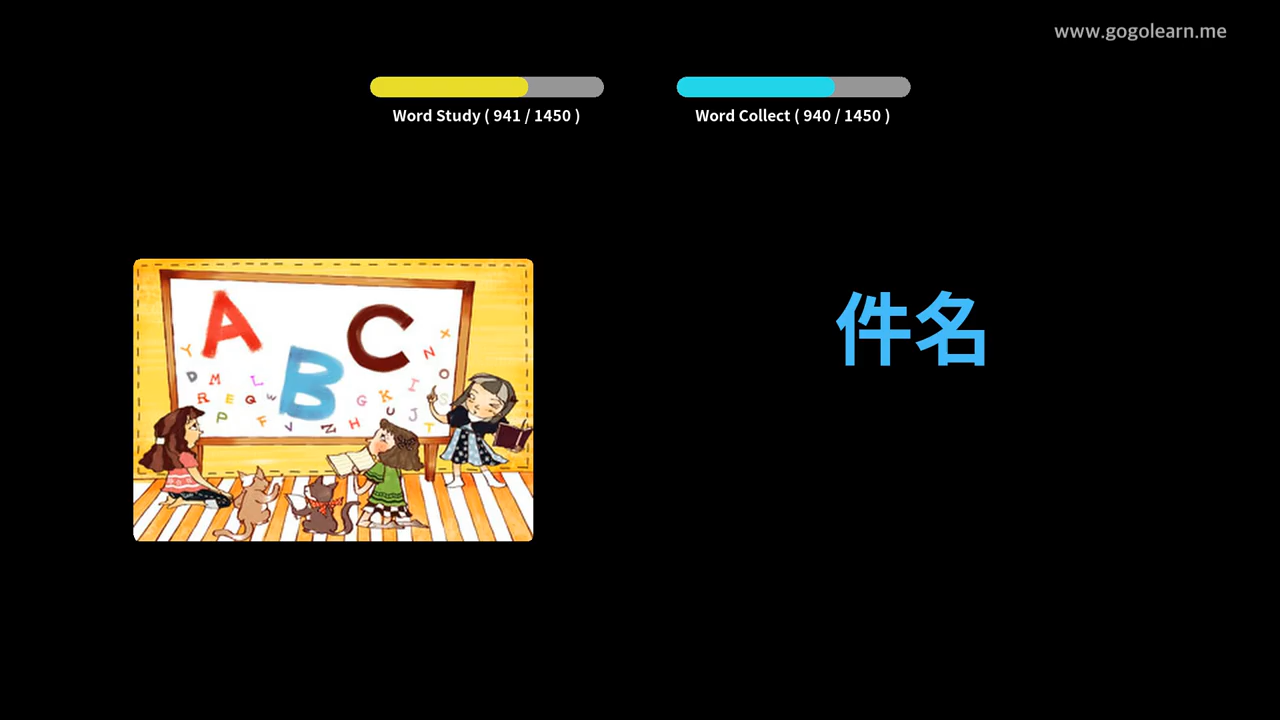 www.gogolearn.me
Word Study ( 941 / 1450 )
Word Collect ( 940 / 1450 )
件名
A
B
C
X
Y
N
D
M
L
O
R
E
Q
W
G
K
I
S
P
F
V
Z
H
U
J
T